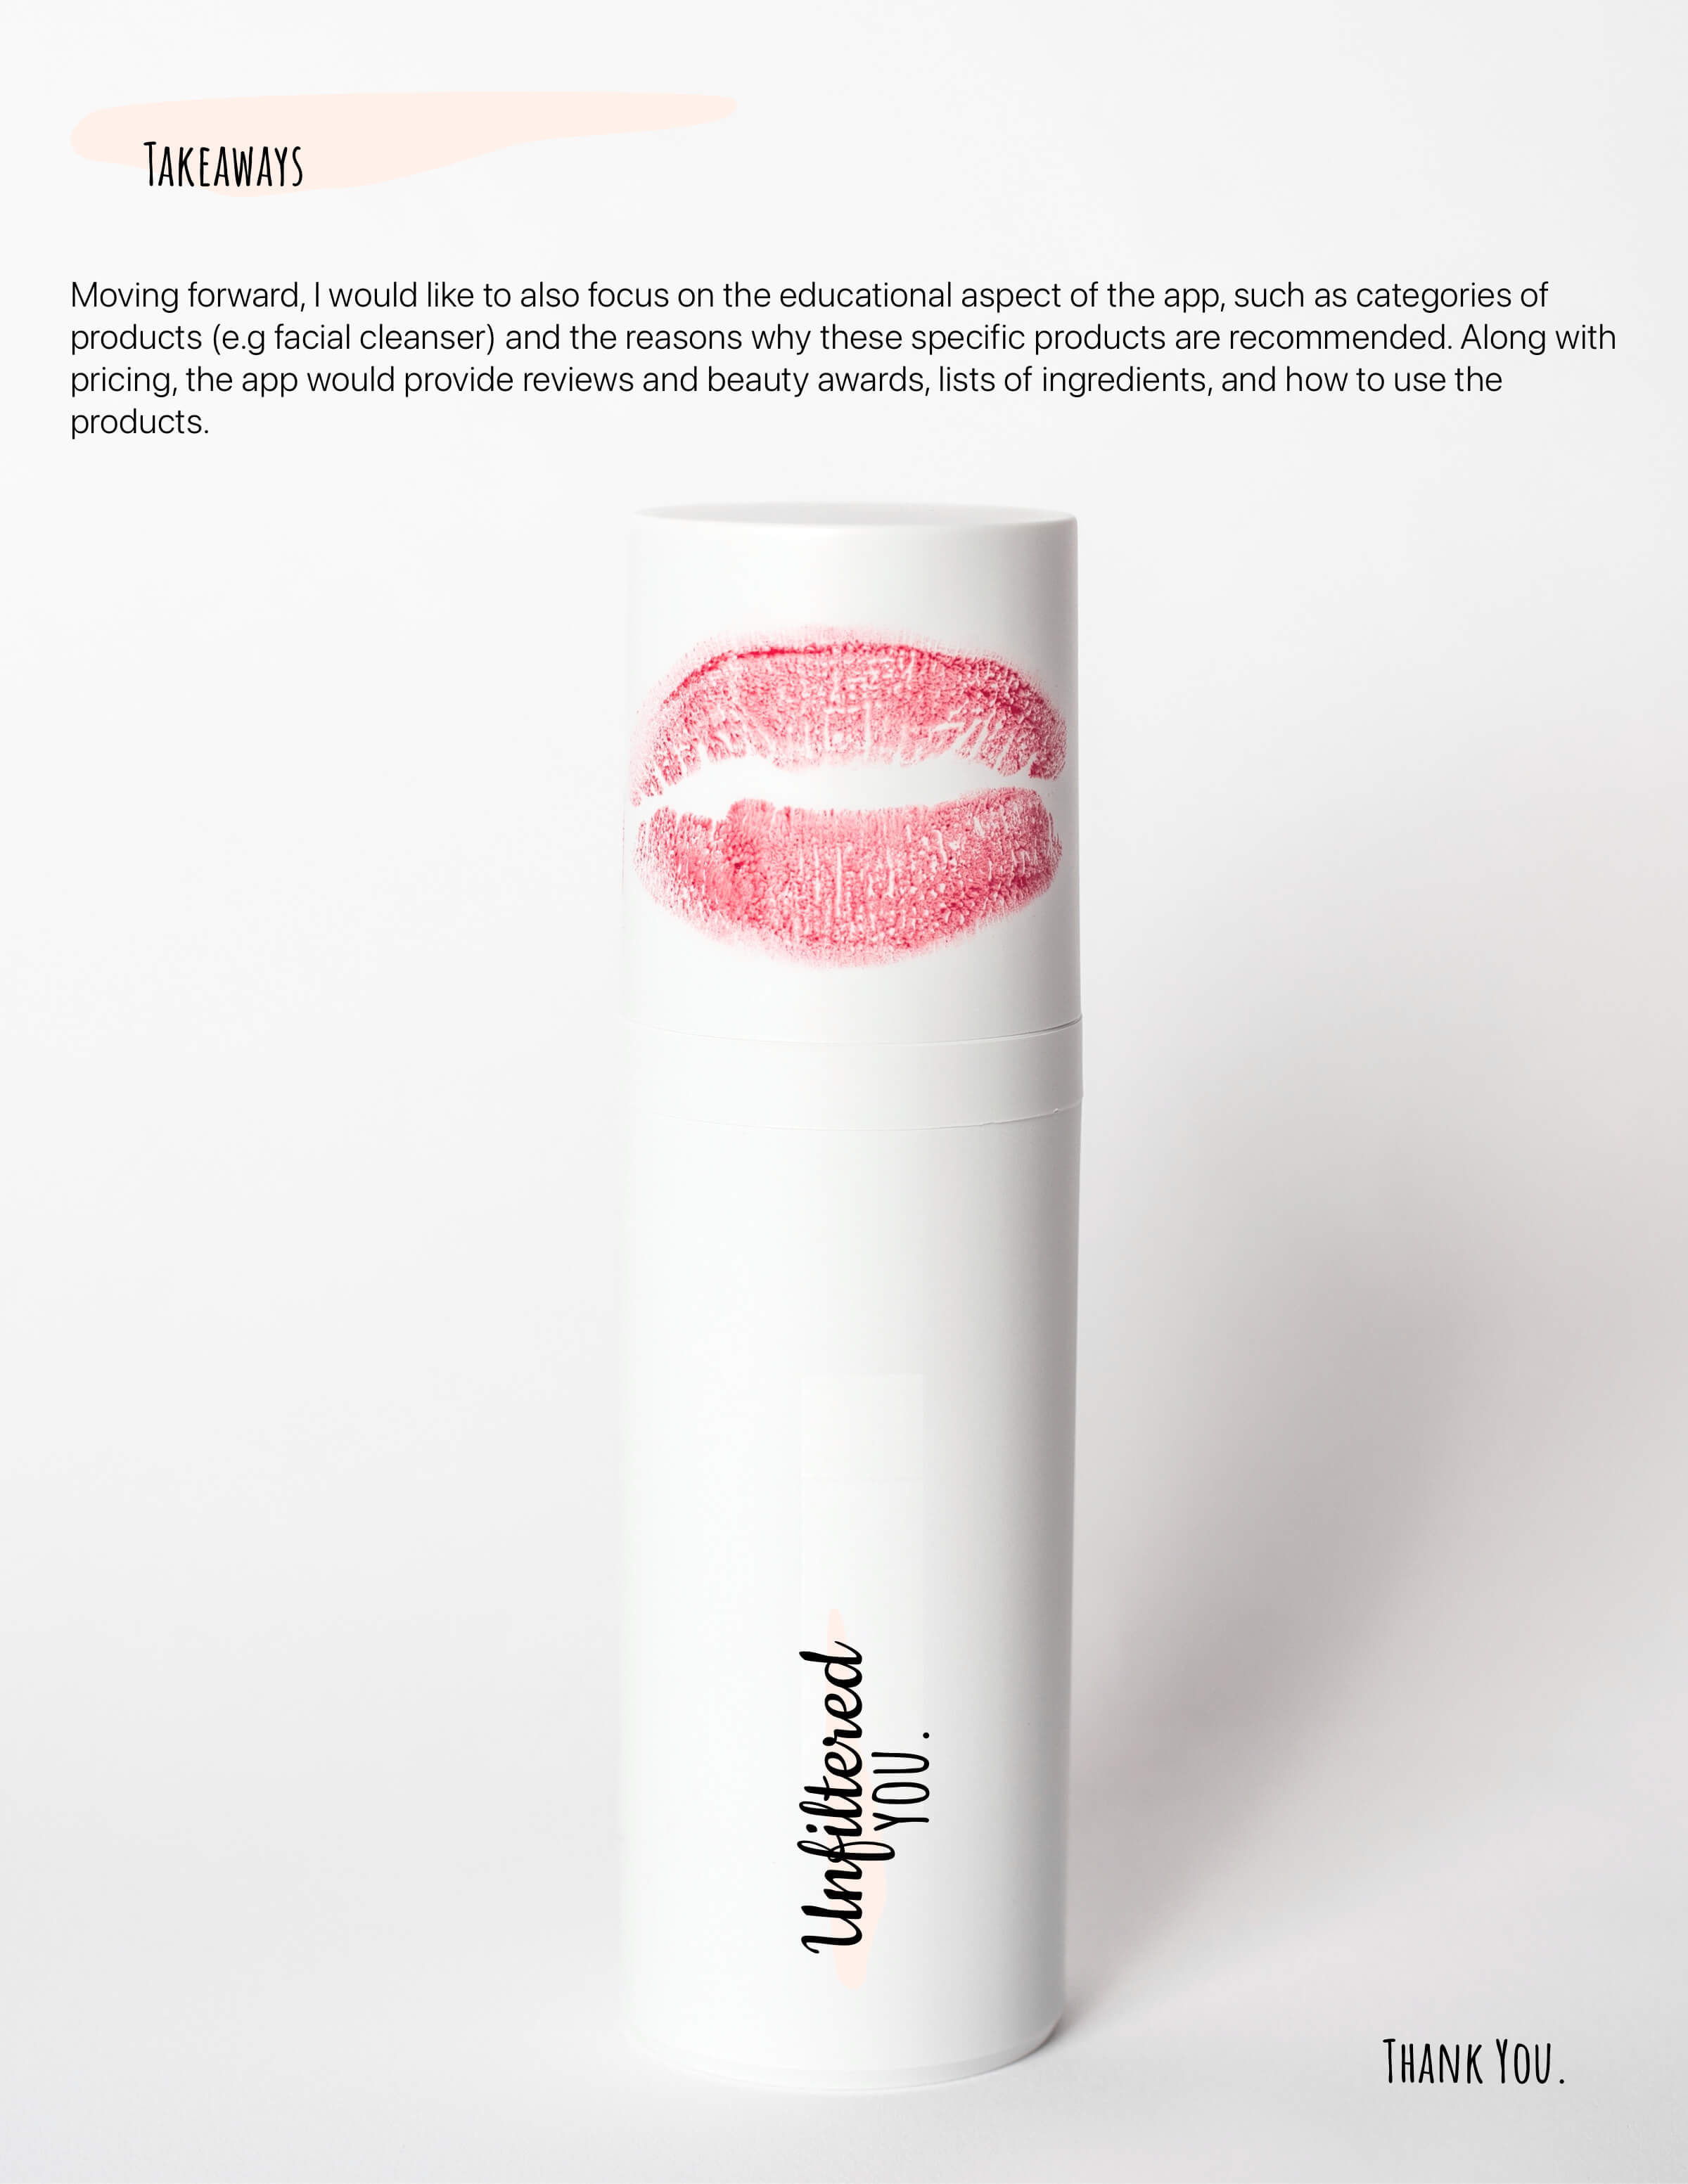 TAKEAWAYS
Moving forward, I would like to also focus on the educational aspect of the app, such as categories of
products (e.g facial cleanser) and the reasons why these specific products are recommended. Along with
pricing, the app would provide reviews and beauty awards, lists of ingredients, and how to use the
products.
Unfiltered
YOU.
THANK YOU.